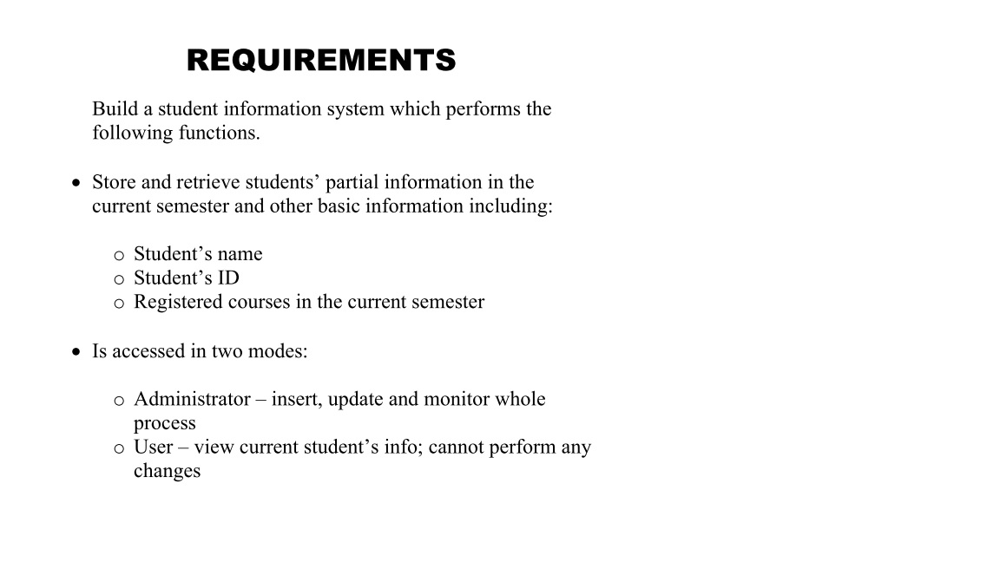 REQUIREMENTS
Build a student information system which performs the
following functions.
• Store and retrieve students’ partial information in the
current semester and other basic information including:
o Student’s name
o Student’s ID
o Registered courses in the current semester
• Is accessed in two modes:
o Administrator – insert, update and monitor whole
process
o User – view current student’s info; cannot perform any
changes